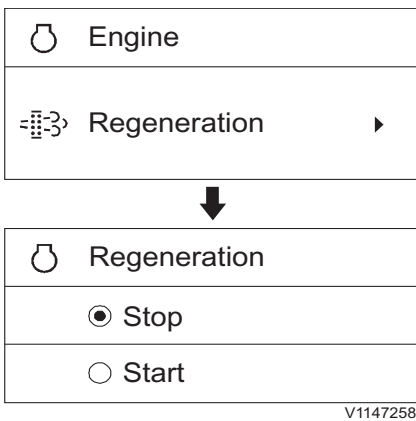 Engine
Regeneration
Regeneration
Stop
Start
V1147258